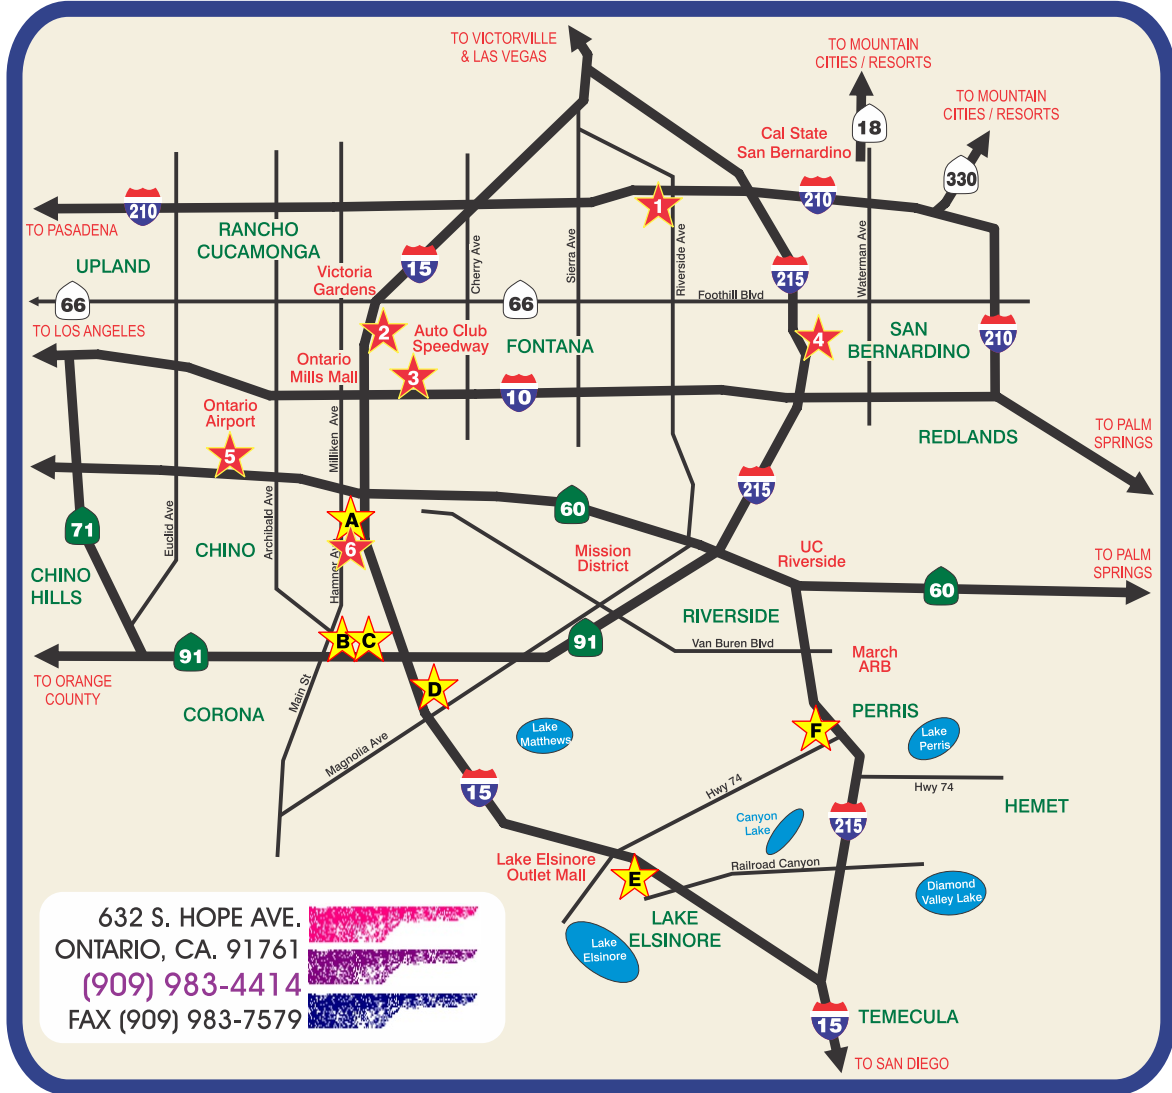 TO VICTORVILLE
& LAS VEGAS
TO MOUNTAIN
CITIES / RESORTS
TO MOUNTAIN
CITIES / RESORTS
18
Cal State
San Bernardino
330
210
210
1
TO PASADENA
RANCHO
CUCAMONGA
UPLAND
15
Victoria
Gardens
Cherry Ave
Sierra Ave
Riverside Ave
215
Waterman Ave
Foothill Blvd
66
66
TO LOS ANGELES
2
Auto Club
Speedway
FONTANA
4
SAN
BERNARDINO
210
Ontario
Mills Mall
3
10
Ontario
Airport
Milliken Ave
5
REDLANDS
TO PALM
SPRINGS
215
60
71
Euclid Ave
Archibald Ave
A
6
Hamner Av
CHINO
CHINO
HILLS
Mission
District
UC
Riverside
TO PALM
SPRINGS
60
RIVERSIDE
91
B
C
91
Van Buren Blvd
March
ARB
TO ORANGE
COUNTY
D
Main St
CORONA
PERRIS
F
Lake
Matthews
Lake
Perris
Magnolia Ave
15
Hwy 74
Hwy 74
HEMET
Canyon
Lake
215
Lake Elsinore
Outlet Mall
E
Railroad Canyon
Diamond
Valley Lake
LAKE
ELSINORE
Lake
Elsinore
632 S. HOPE AVE.
ONTARIO, CA. 91761
(909) 983-4414
FAX (909) 983-7579
15
TEMECULA
TO SAN DIEGO